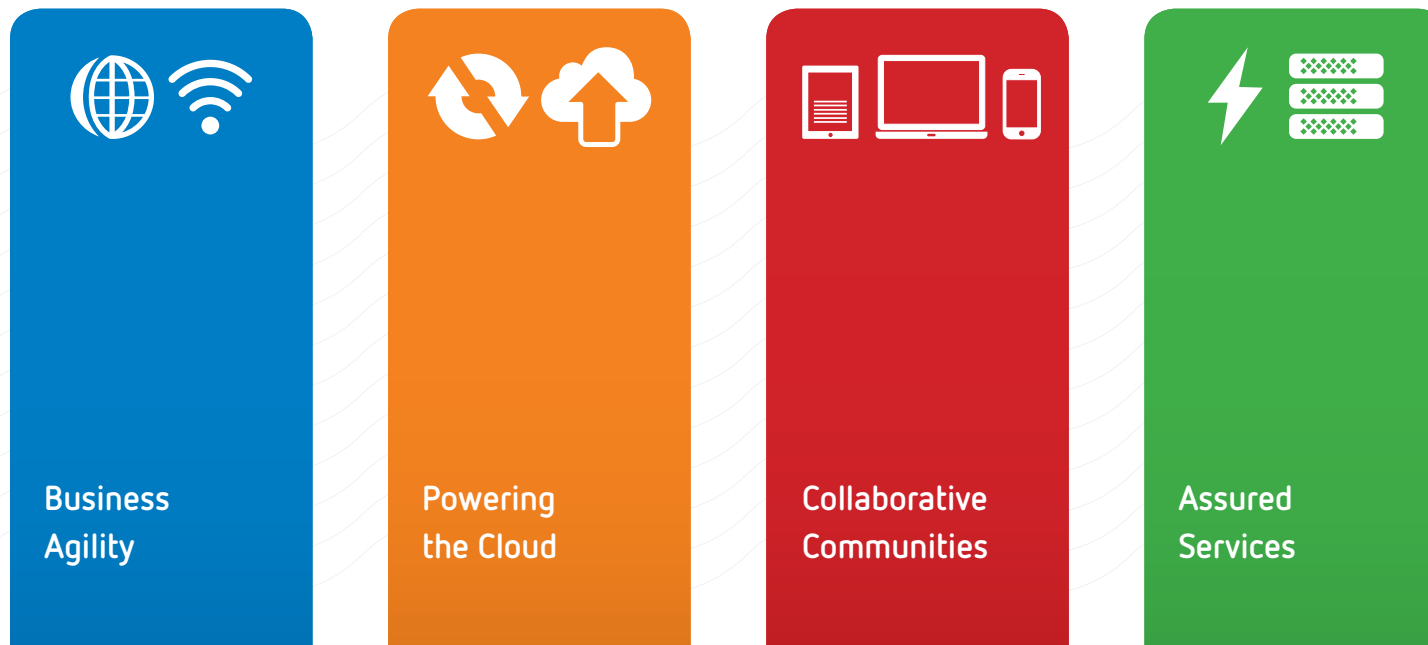 Business
Agility
Powering
the Cloud
Collaborative
Communities
Assured
Services